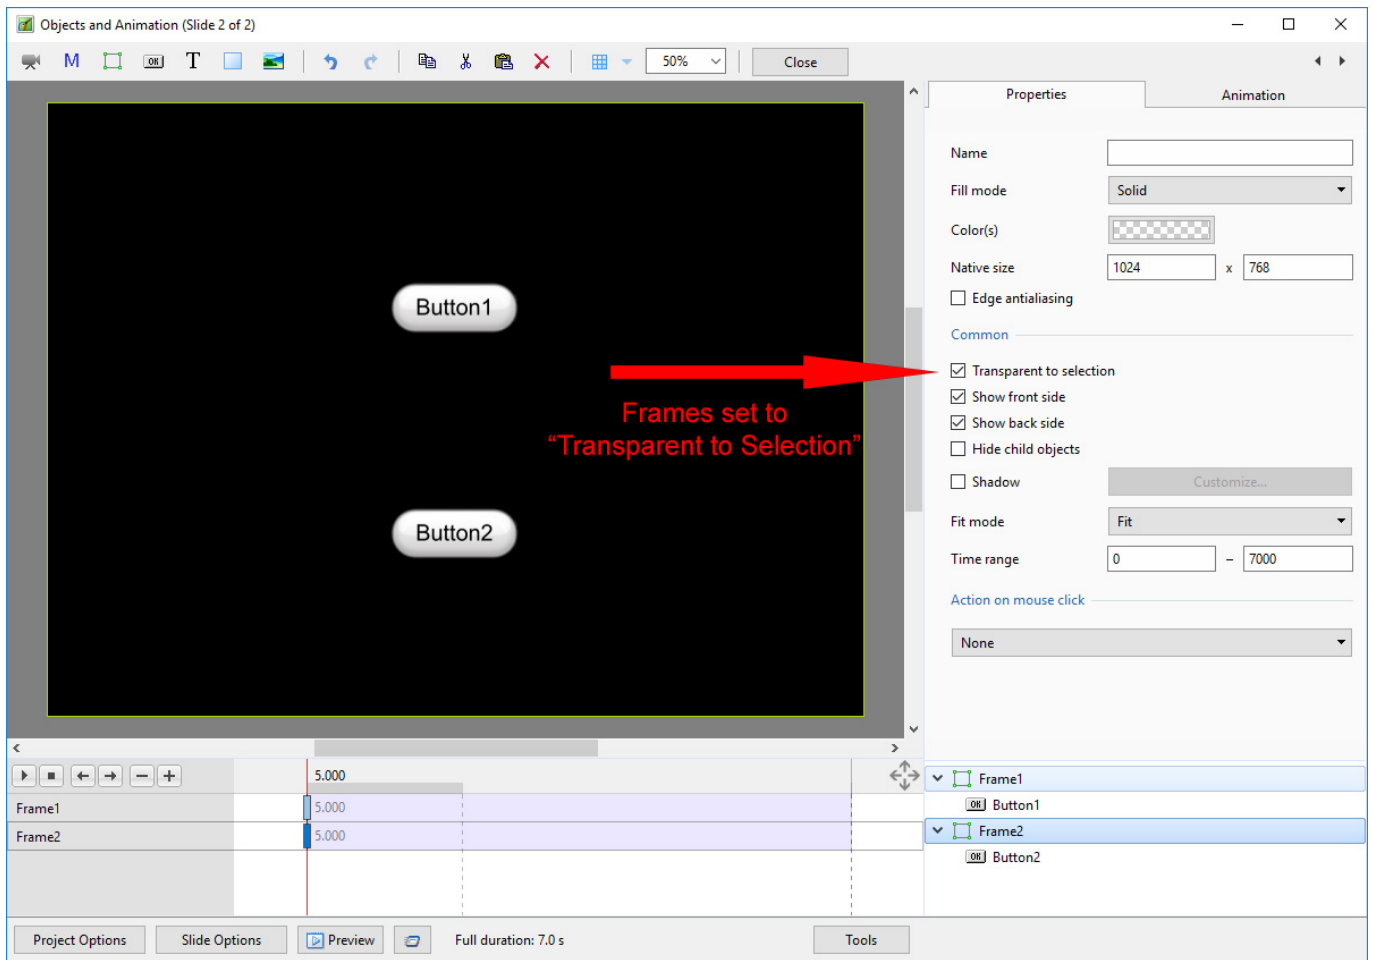 Objects and Animation (Slide 2 of 2)
M OK T 50% Close
Properties Animation
Name
Fill mode Solid
Color(s)
Native size 1024 x 768
Edge antialiasing
Common
Transparent to selection
Show front side
Show back side
Hide child objects
Shadow Customize...
Fit mode Fit
Time range 0 – 7000
Action on mouse click
None
Button1
Frames set to
“Transparent to Selection”
Button2
5.000
Frame1 5.000
Frame2 5.000
Frame1
OK Button1
Frame2
OK Button2
Project Options Slide Options Preview Full duration: 7.0 s Tools